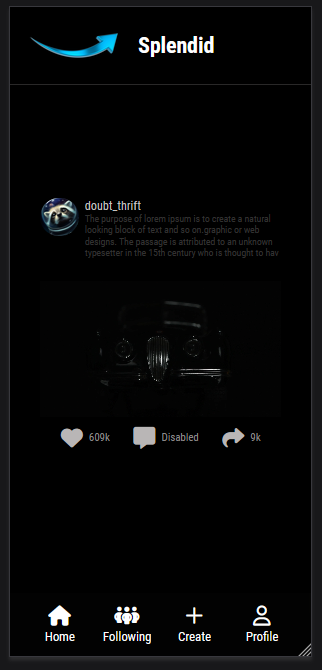 Splendid
doubt_thrift
The purpose of lorem ipsum is to create a natural
looking block of text and so on.graphic or web
designs. The passage is attributed to an unknown
typesetter in the 15th century who is thought to hav
609k
Disabled
9k
Home
Following
Create
Profile